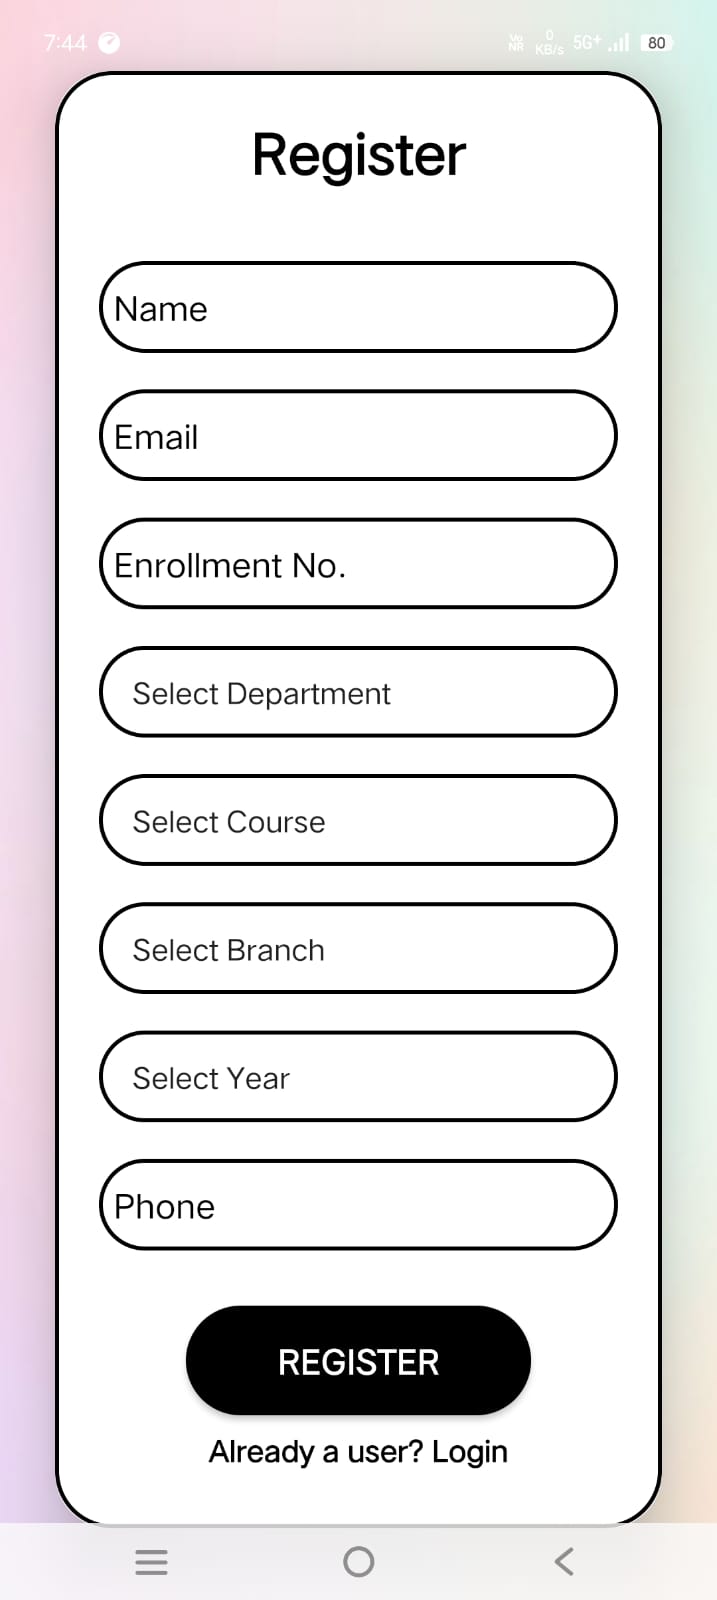 7:44
Vo NR 0 KB/s 5G+ 80
Register
Name
Email
Enrollment No.
Select Department
Select Course
Select Branch
Select Year
Phone
REGISTER
Already a user? Login